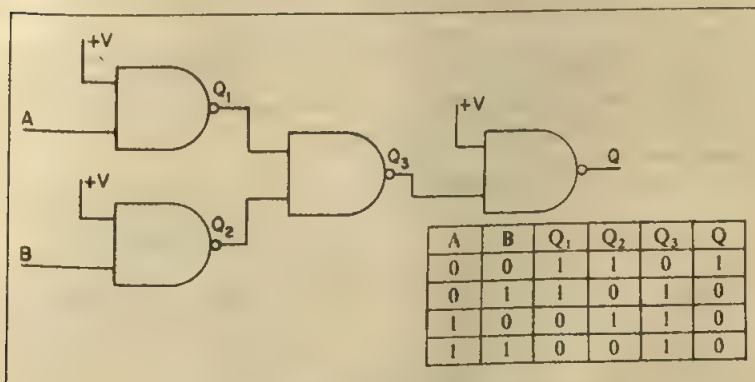 +V
Q₁
A
+V
Q₃
Q
+V
Q₂
B
A B Q₁ Q₂ Q₃ Q
0 0 1 1 0 1
0 1 1 0 1 0
1 0 0 1 1 0
1 1 0 0 1 0